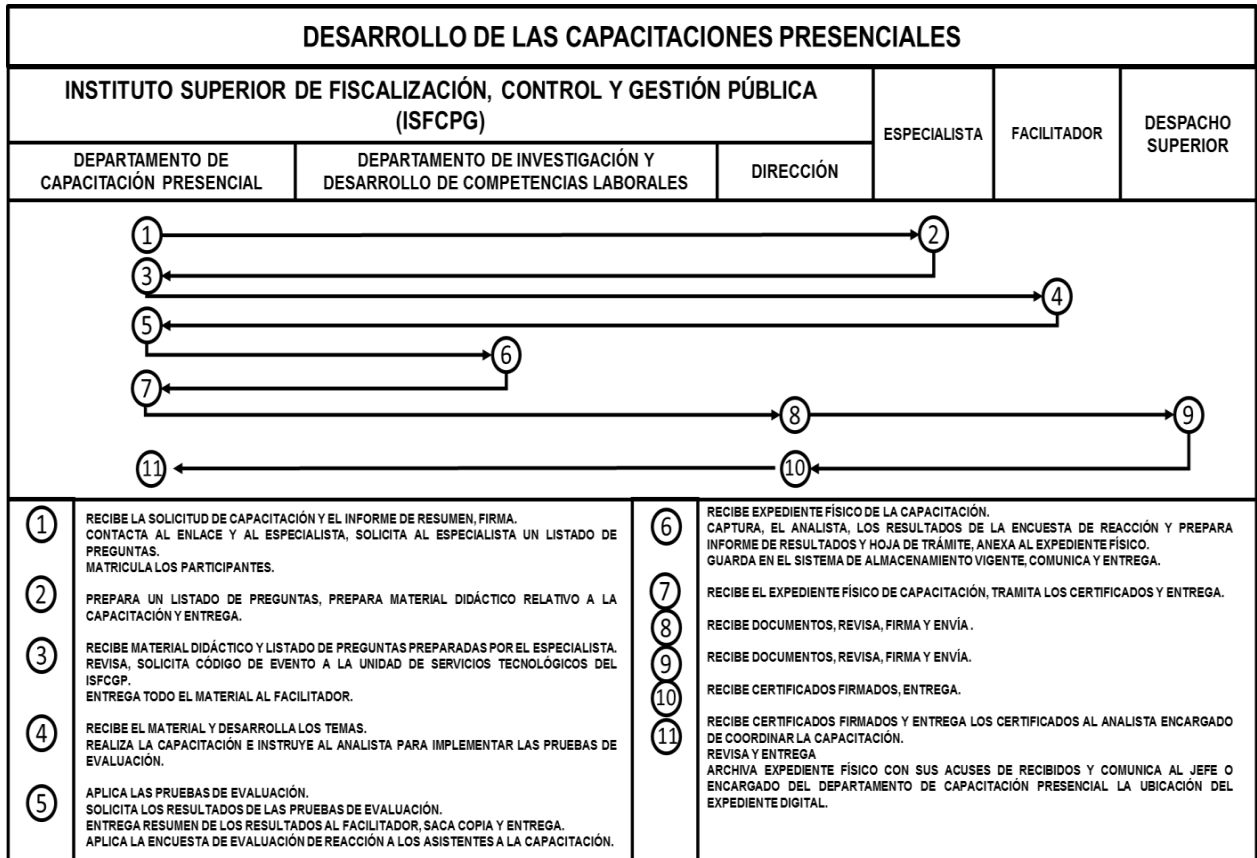 DESARROLLO DE LAS CAPACITACIONES PRESENCIALES
INSTITUTO SUPERIOR DE FISCALIZACIÓN, CONTROL Y GESTIÓN PÚBLICA
(ISFCPG)
ESPECIALISTA
FACILITADOR
DESPACHO
SUPERIOR
DEPARTAMENTO DE
CAPACITACIÓN PRESENCIAL
DEPARTAMENTO DE INVESTIGACIÓN Y
DESARROLLO DE COMPETENCIAS LABORALES
DIRECCIÓN
1
2
3
4
5
6
7
8
9
11
10
1
RECIBE LA SOLICITUD DE CAPACITACIÓN Y EL INFORME DE RESUMEN, FIRMA.
CONTACTA AL ENLACE Y AL ESPECIALISTA, SOLICITA AL ESPECIALISTA UN LISTADO DE
PREGUNTAS.
MATRICULA LOS PARTICIPANTES.
2
PREPARA UN LISTADO DE PREGUNTAS, PREPARA MATERIAL DIDÁCTICO RELATIVO A LA
CAPACITACIÓN Y ENTREGA.
3
RECIBE MATERIAL DIDÁCTICO Y LISTADO DE PREGUNTAS PREPARADAS POR EL ESPECIALISTA.
REVISA, SOLICITA CÓDIGO DE EVENTO A LA UNIDAD DE SERVICIOS TECNOLÓGICOS DEL
ISFCGP.
ENTREGA TODO EL MATERIAL AL FACILITADOR.
4
RECIBE EL MATERIAL Y DESARROLLA LOS TEMAS.
REALIZA LA CAPACITACIÓN E INSTRUYE AL ANALISTA PARA IMPLEMENTAR LAS PRUEBAS DE
EVALUACIÓN.
5
APLICA LAS PRUEBAS DE EVALUACIÓN.
SOLICITA LOS RESULTADOS DE LAS PRUEBAS DE EVALUACIÓN.
ENTREGA RESUMEN DE LOS RESULTADOS AL FACILITADOR, SACA COPIA Y ENTREGA.
APLICA LA ENCUESTA DE EVALUACIÓN DE REACCIÓN A LOS ASISTENTES A LA CAPACITACIÓN.
6
RECIBE EXPEDIENTE FÍSICO DE LA CAPACITACIÓN.
CAPTURA, EL ANALISTA, LOS RESULTADOS DE LA ENCUESTA DE REACCIÓN Y PREPARA
INFORME DE RESULTADOS Y HOJA DE TRÁMITE, ANEXA AL EXPEDIENTE FÍSICO.
GUARDA EN EL SISTEMA DE ALMACENAMIENTO VIGENTE, COMUNICA Y ENTREGA.
7
RECIBE EL EXPEDIENTE FÍSICO DE CAPACITACIÓN, TRAMITA LOS CERTIFICADOS Y ENTREGA.
8
RECIBE DOCUMENTOS, REVISA, FIRMA Y ENVÍA .
9
RECIBE DOCUMENTOS, REVISA, FIRMA Y ENVÍA.
10
RECIBE CERTIFICADOS FIRMADOS, ENTREGA.
11
RECIBE CERTIFICADOS FIRMADOS Y ENTREGA LOS CERTIFICADOS AL ANALISTA ENCARGADO
DE COORDINAR LA CAPACITACIÓN.
REVISA Y ENTREGA
ARCHIVA EXPEDIENTE FÍSICO CON SUS ACUSES DE RECIBIDOS Y COMUNICA AL JEFE O
ENCARGADO DEL DEPARTAMENTO DE CAPACITACIÓN PRESENCIAL LA UBICACIÓN DEL
EXPEDIENTE DIGITAL.